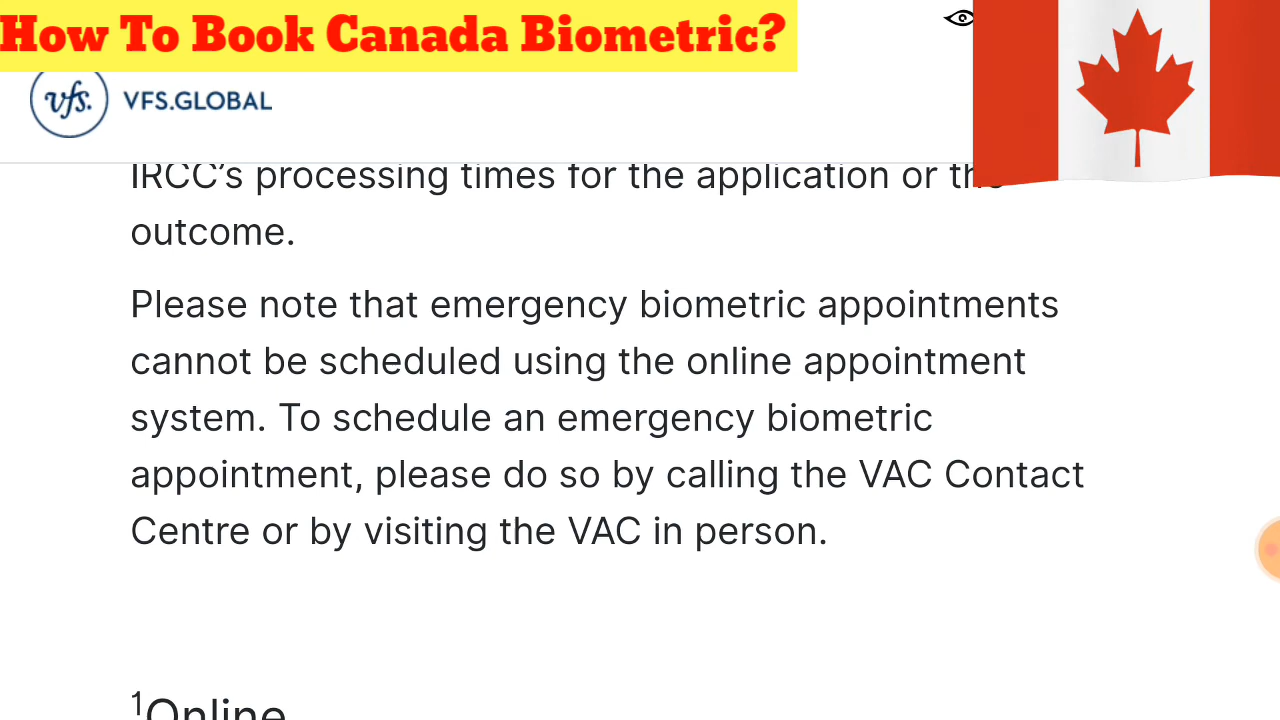 How To Book Canada Biometric?
vfs. VFS.GLOBAL
IRCC’s processing times for the application or the
outcome.
Please note that emergency biometric appointments
cannot be scheduled using the online appointment
system. To schedule an emergency biometric
appointment, please do so by calling the VAC Contact
Centre or by visiting the VAC in person.
¹Online